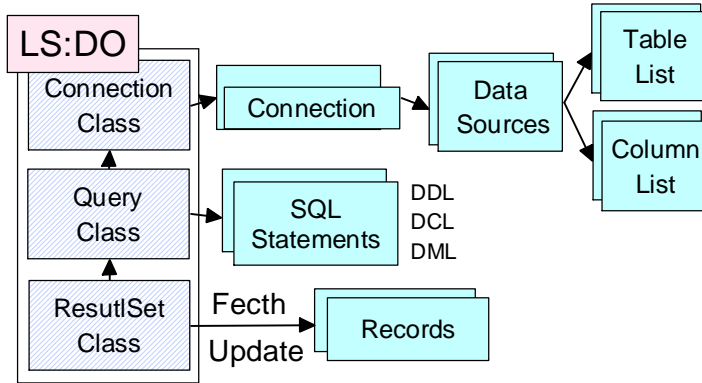 LS:DO
Connection
Class
Connection
Data
Sources
Table
List
Column
List
Query
Class
SQL
Statements
DDL
DCL
DML
ResutlSet
Class
Fecth
Update
Records